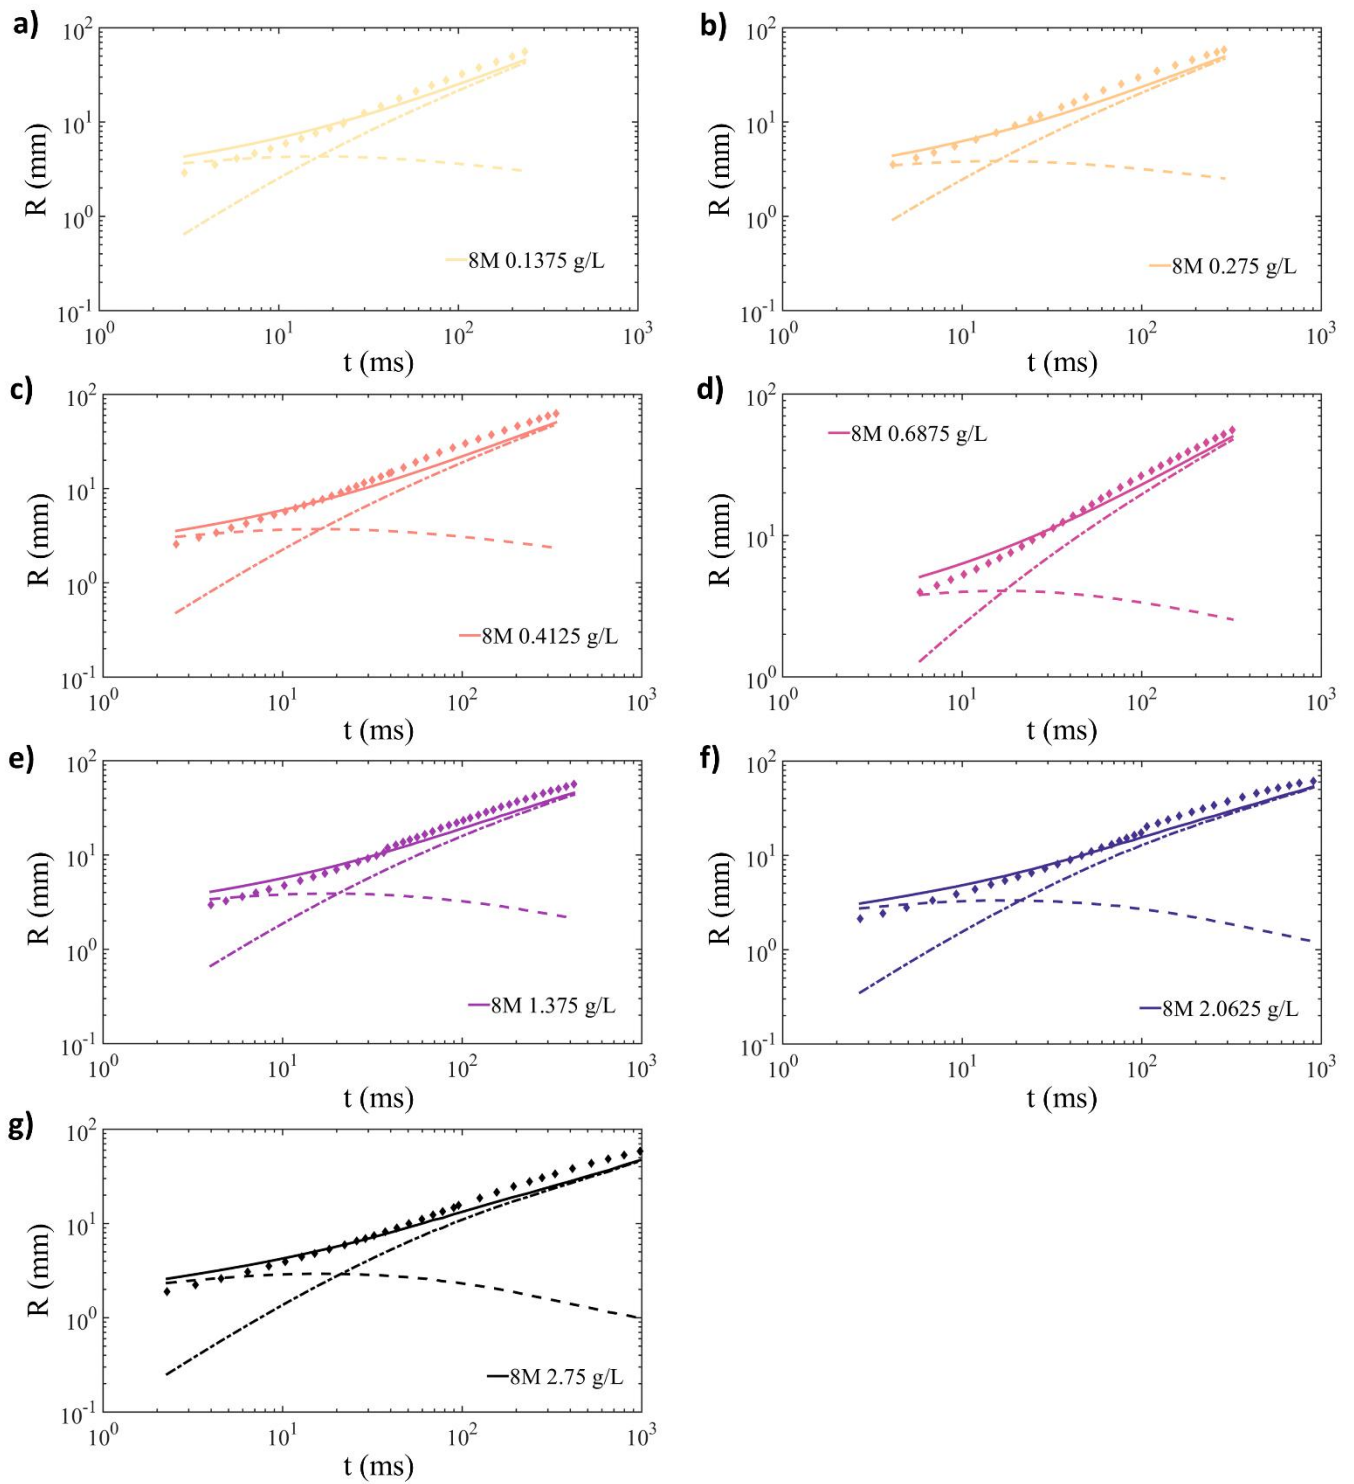 a)
10²
10¹
10⁰
10⁻¹
R (mm)
8M 0.1375 g/L
10⁰ 10¹ 10² 10³
t (ms)
b)
10²
10¹
10⁰
10⁻¹
R (mm)
8M 0.275 g/L
10⁰ 10¹ 10² 10³
t (ms)
c)
10²
10¹
10⁰
10⁻¹
R (mm)
8M 0.4125 g/L
10⁰ 10¹ 10² 10³
t (ms)
d)
10²
10¹
10⁰
R (mm)
8M 0.6875 g/L
10⁰ 10¹ 10² 10³
t (ms)
e)
10²
10¹
10⁰
10⁻¹
R (mm)
8M 1.375 g/L
10⁰ 10¹ 10² 10³
t (ms)
f)
10²
10¹
10⁰
10⁻¹
R (mm)
8M 2.0625 g/L
10⁰ 10¹ 10² 10³
t (ms)
g)
10²
10¹
10⁰
10⁻¹
R (mm)
8M 2.75 g/L
10⁰ 10¹ 10² 10³
t (ms)